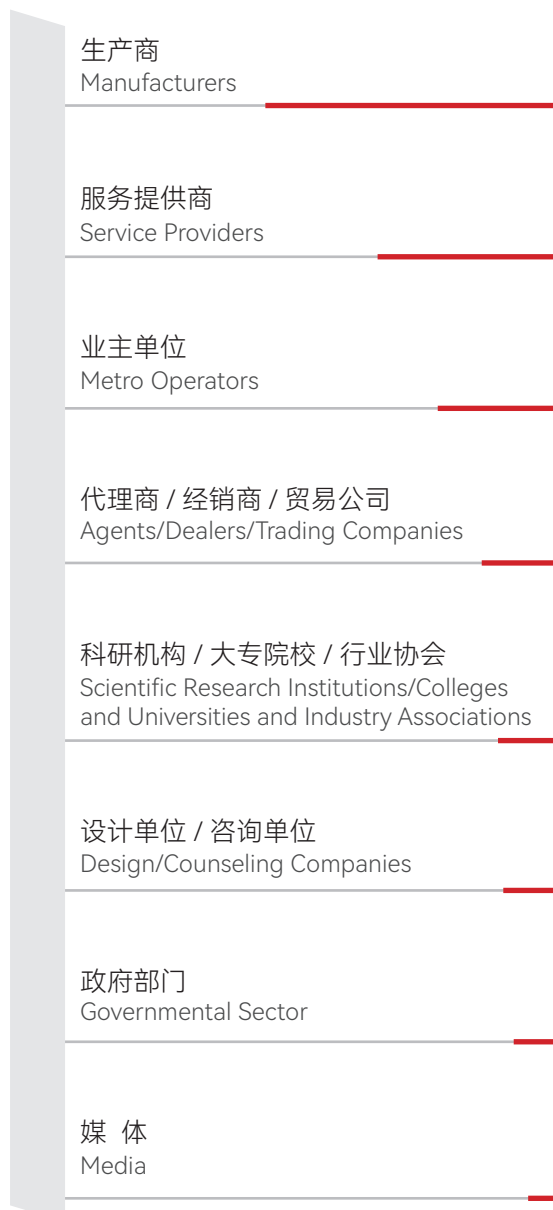 生产商
Manufacturers
服务提供商
Service Providers
业主单位
Metro Operators
代理商 / 经销商 / 贸易公司
Agents/Dealers/Trading Companies
科研机构 / 大专院校 / 行业协会
Scientific Research Institutions/Colleges
and Universities and Industry Associations
设计单位 / 咨询单位
Design/Counseling Companies
政府部门
Governmental Sector
媒 体
Media